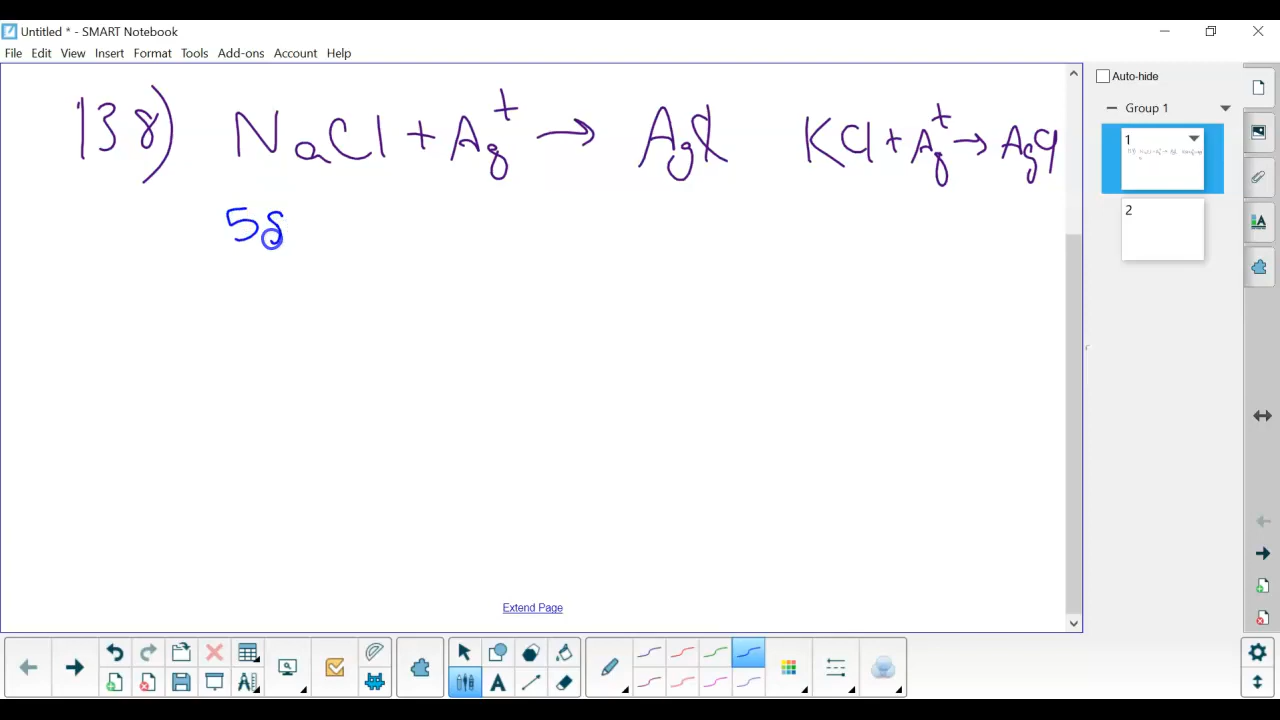 Untitled * - SMART Notebook
File Edit View Insert Format Tools Add-ons Account Help
Auto-hide
Group 1
1
2
138) NaCl + Ag⁺ → AgCl KCl + Ag⁺ → AgCl
58
Extend Page